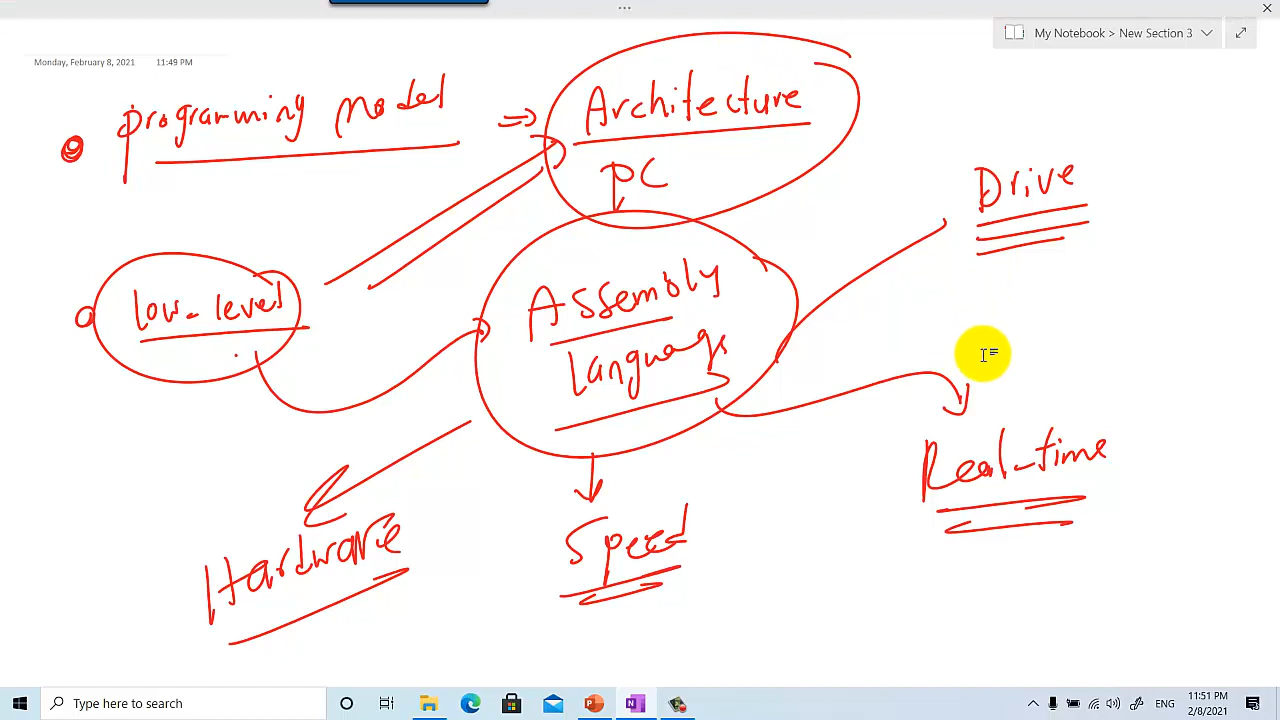 My Notebook > New Section 3
Monday, February 8, 2021 11:49 PM
programming model => Architecture
PC
Drive
low-level
Assembly
language
Real-time
Speed
Hardware
Type here to search
ENG
11:51 PM
2/8/2021